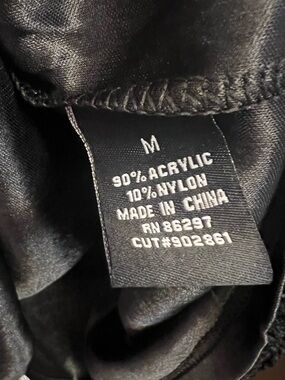 M
90% ACRYLIC
10% NYLON
MADE IN CHINA
RN 86297
CUT#902861